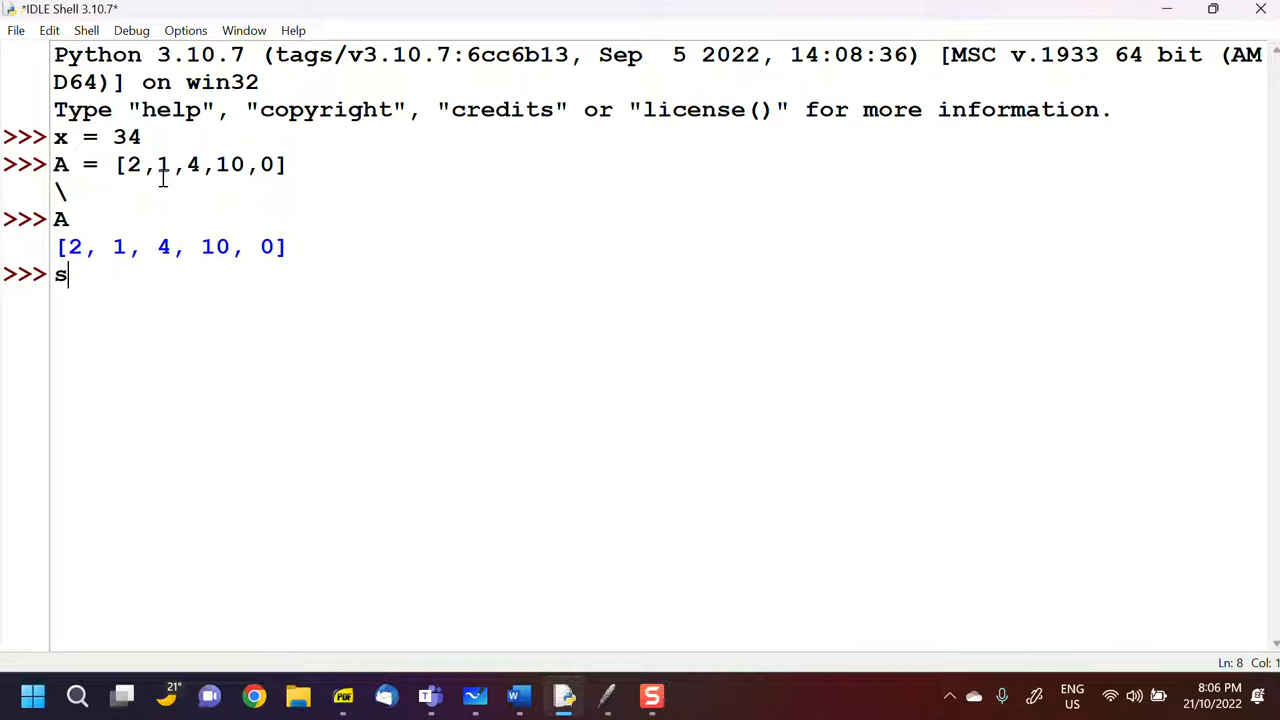 *IDLE Shell 3.10.7*
File Edit Shell Debug Options Window Help
Python 3.10.7 (tags/v3.10.7:6cc6b13, Sep  5 2022, 14:08:36) [MSC v.1933 64 bit (AM
D64)] on win32
Type "help", "copyright", "credits" or "license()" for more information.
>>> x = 34
>>> A = [2,1,4,10,0]
\
>>> A
[2, 1, 4, 10, 0]
>>> s
Ln: 8 Col: 1
21°
PDF
ENG
US
8:06 PM
21/10/2022